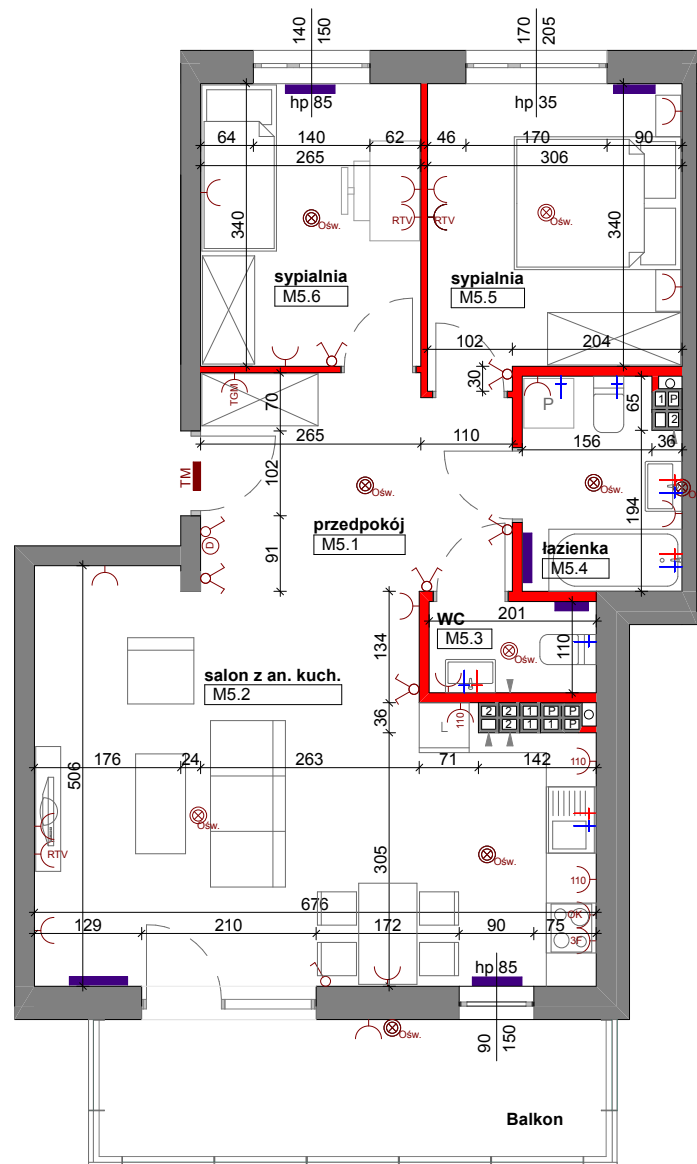 140
150
170
205
hp 85
hp 35
64
140
62
46
170
90
265
306
RTV
RTV
Ośw.
Ośw.
340
340
sypialnia
M5.6
sypialnia
M5.5
102
204
30
TGM
70
P
65
1 P
2
265
110
156
36
TM
102
Ośw.
Ośw.
194
przedpokój
M5.1
91
D
łazienka
M5.4
WC
M5.3
201
110
134
Ośw.
salon z an. kuch.
M5.2
36
110
L
2 2 1 P P
2 1 1 P
176
24
263
71
142
506
110
Ośw.
RTV
305
Ośw.
110
676
129
210
172
90
75
OK
3F
hp 85
90
150
Ośw.
Balkon